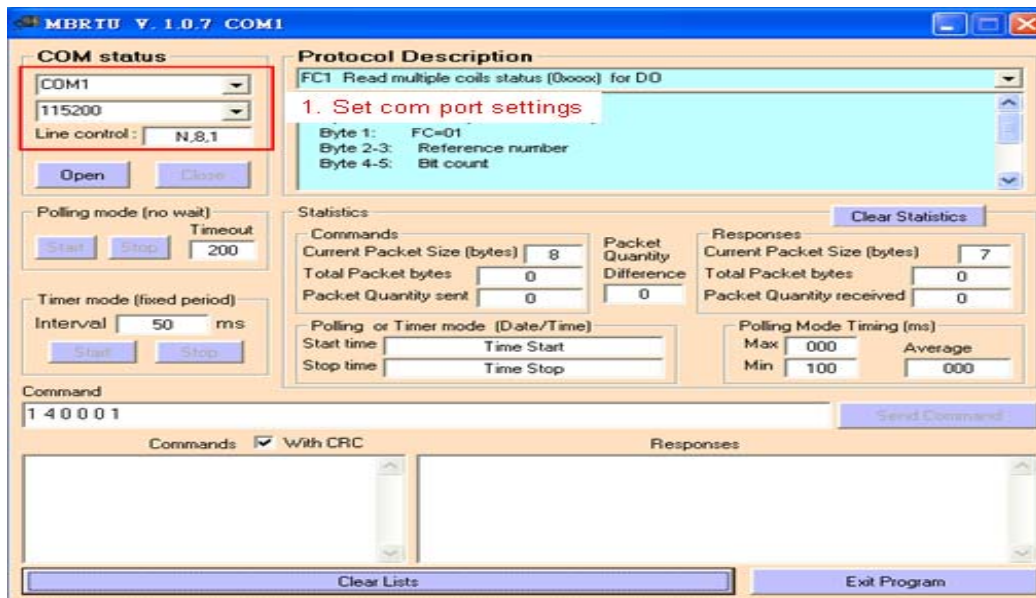 MBRTU V. 1.0.7 COM1
COM status
COM1
115200
Line control : N,8,1
Open Close
Protocol Description
FC1 Read multiple coils status (0xxxx) for DO
1. Set com port settings
Byte 1: FC=01
Byte 2-3: Reference number
Byte 4-5: Bit count
Polling mode (no wait)
Timeout
Start Stop 200
Timer mode (fixed period)
Interval 50 ms
Start Stop
Statistics
Clear Statistics
Commands
Current Packet Size (bytes) 8
Total Packet bytes 0
Packet Quantity sent 0
Packet
Quantity
Difference
0
Responses
Current Packet Size (bytes) 7
Total Packet bytes 0
Packet Quantity received 0
Polling or Timer mode (Date/Time)
Start time Time Start
Stop time Time Stop
Polling Mode Timing (ms)
Max 000 Average
Min 100 000
Command
1 4 0 0 0 1
Send Command
Commands With CRC
Responses
Clear Lists
Exit Program